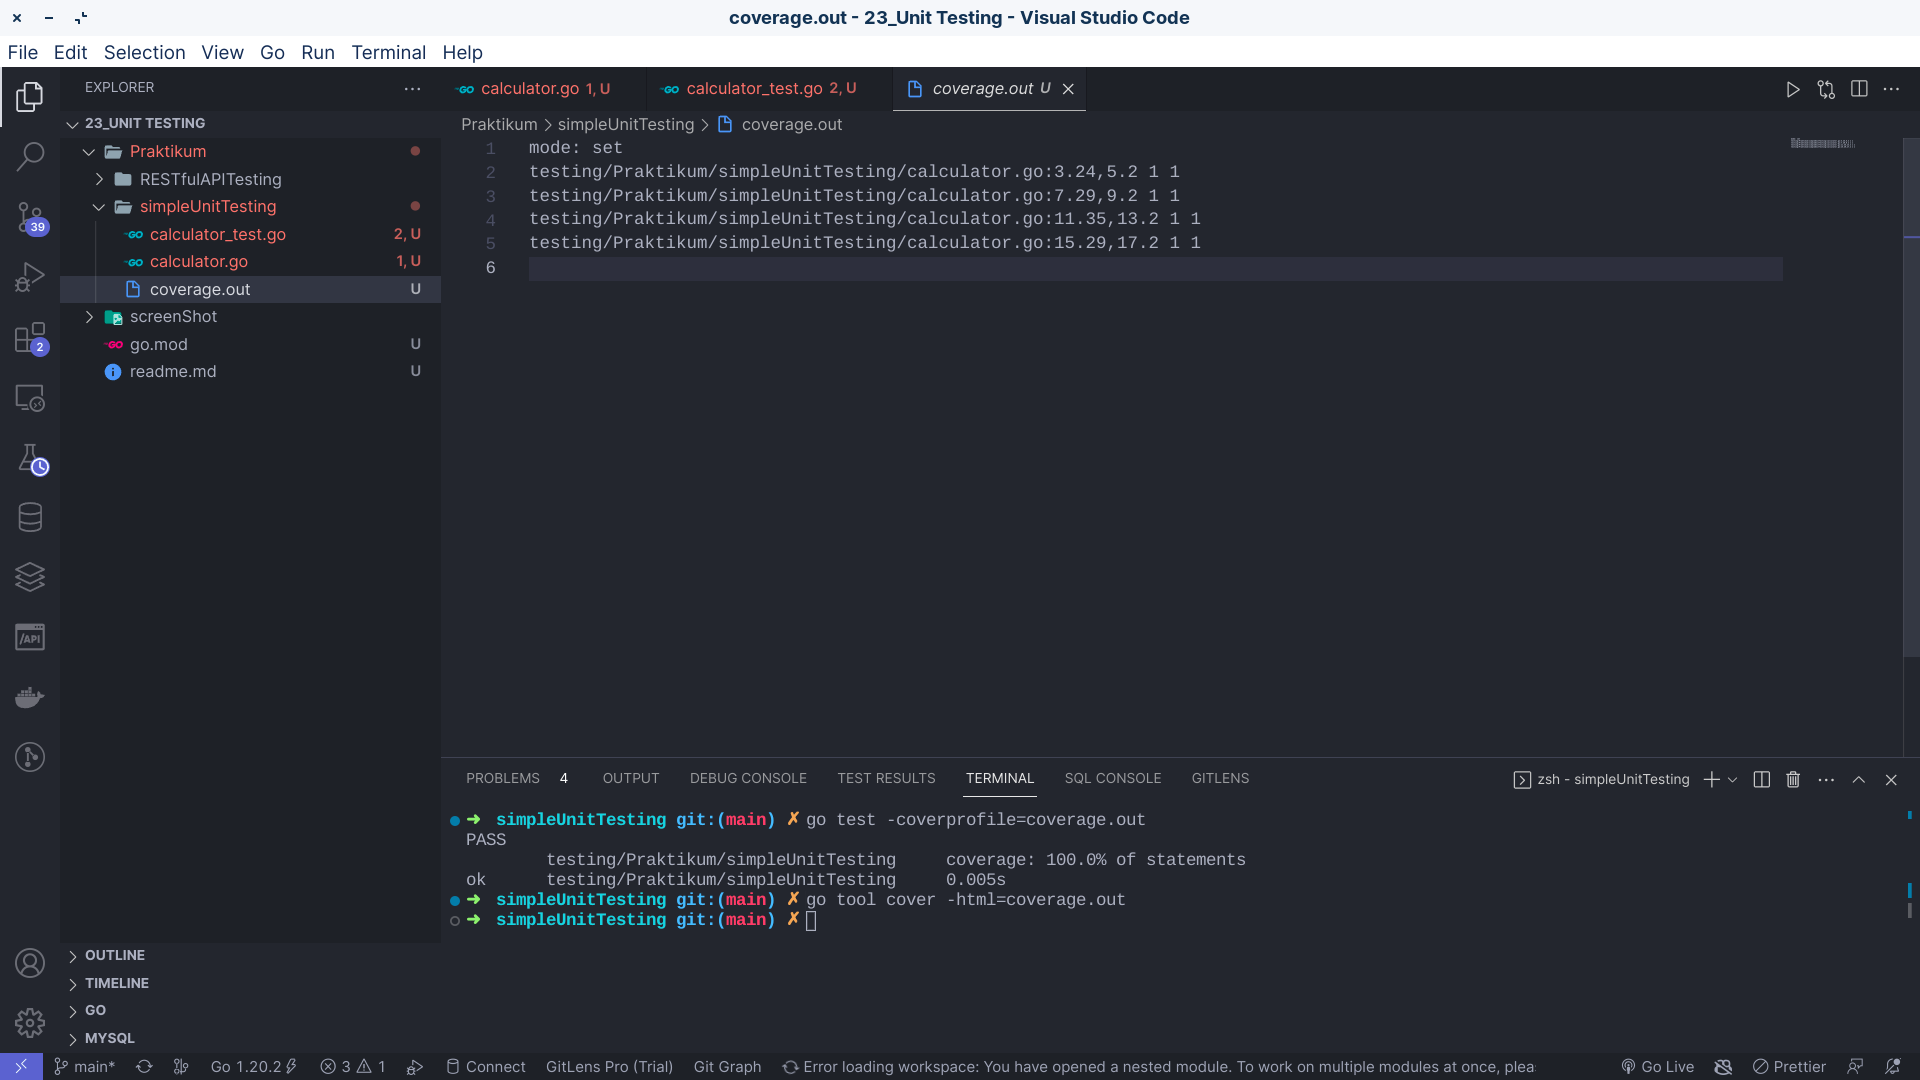 coverage.out - 23_Unit Testing - Visual Studio Code
File Edit Selection View Go Run Terminal Help
EXPLORER
23_UNIT TESTING
Praktikum
RESTfulAPITesting
simpleUnitTesting
calculator_test.go 2, U
calculator.go 1, U
coverage.out U
screenShot
go.mod U
readme.md U
39
2
/API
OUTLINE
TIMELINE
GO
MYSQL
calculator.go 1, U
calculator_test.go 2, U
coverage.out U
Praktikum > simpleUnitTesting > coverage.out
1 mode: set
2 testing/Praktikum/simpleUnitTesting/calculator.go:3.24,5.2 1 1
3 testing/Praktikum/simpleUnitTesting/calculator.go:7.29,9.2 1 1
4 testing/Praktikum/simpleUnitTesting/calculator.go:11.35,13.2 1 1
5 testing/Praktikum/simpleUnitTesting/calculator.go:15.29,17.2 1 1
6
PROBLEMS 4 OUTPUT DEBUG CONSOLE TEST RESULTS TERMINAL SQL CONSOLE GITLENS
zsh - simpleUnitTesting
➜ simpleUnitTesting git:(main) ✗ go test -coverprofile=coverage.out
PASS
testing/Praktikum/simpleUnitTesting coverage: 100.0% of statements
ok testing/Praktikum/simpleUnitTesting 0.005s
➜ simpleUnitTesting git:(main) ✗ go tool cover -html=coverage.out
➜ simpleUnitTesting git:(main) ✗
main* Go 1.20.2 3 1 Connect GitLens Pro (Trial) Git Graph Error loading workspace: You have opened a nested module. To work on multiple modules at once, plea Go Live Prettier